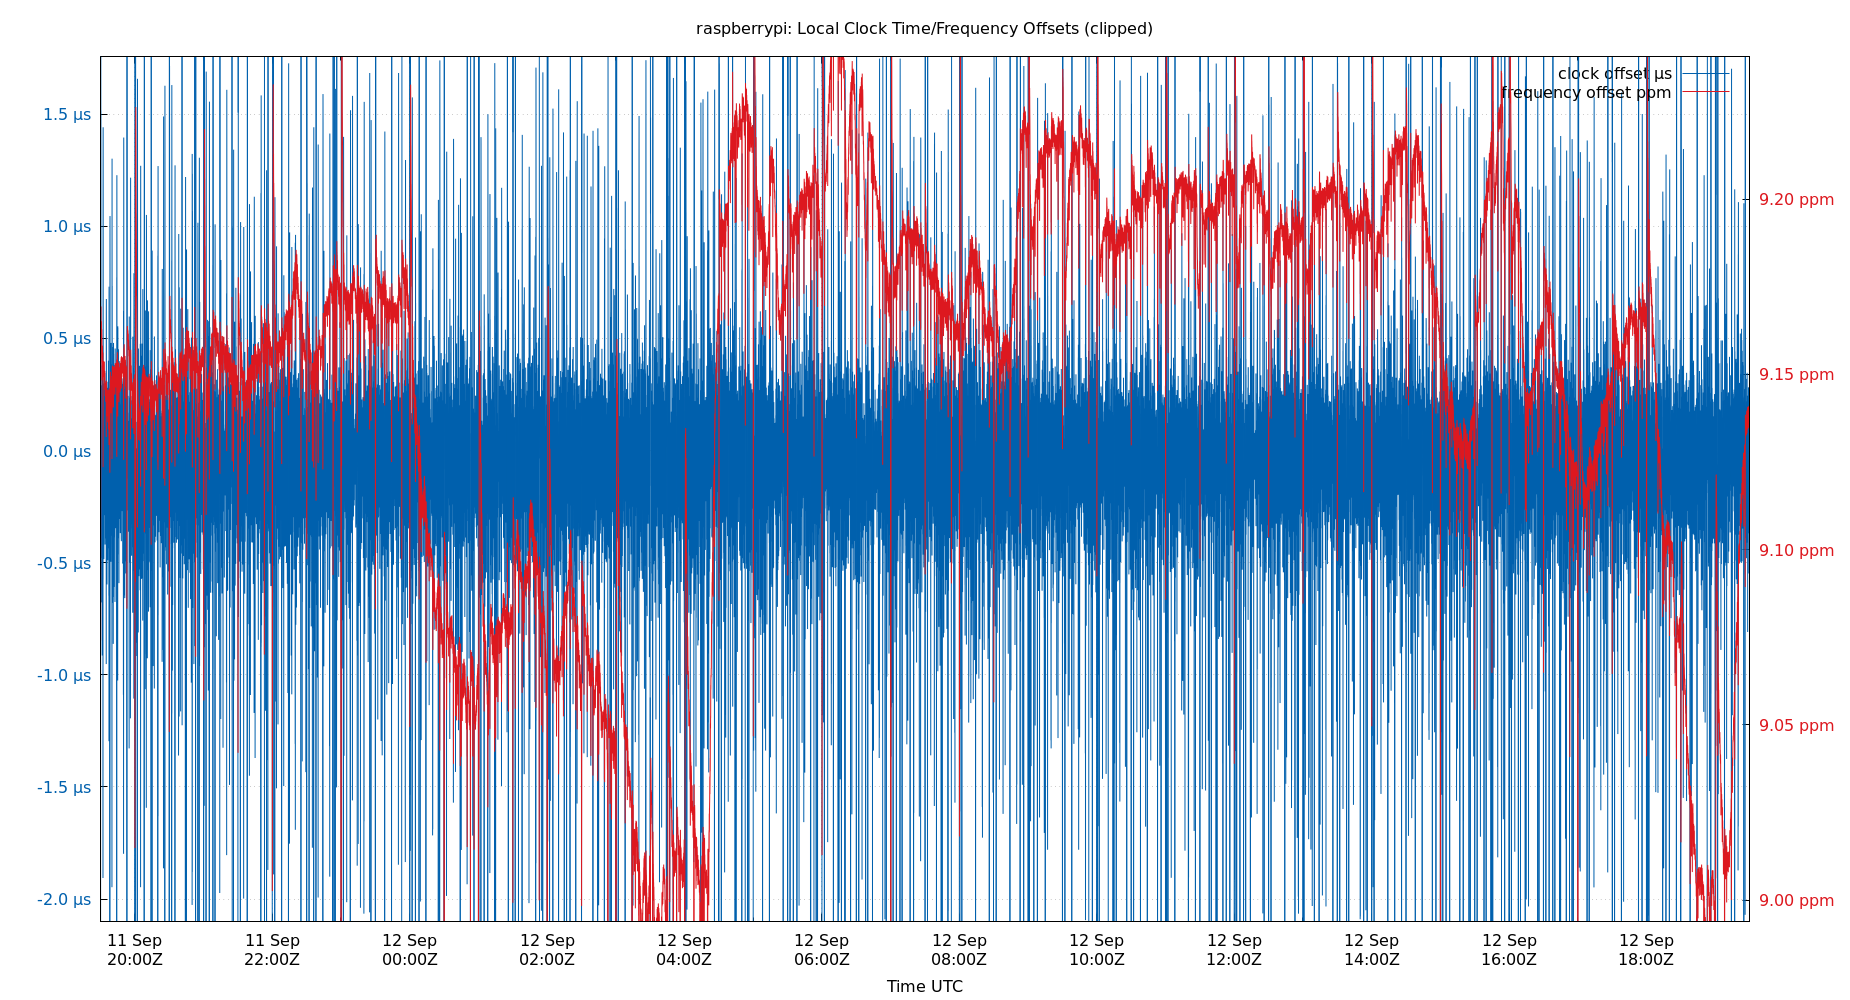 raspberrypi: Local Clock Time/Frequency Offsets (clipped)
clock offset µs
frequency offset ppm
1.5 µs
1.0 µs
0.5 µs
0.0 µs
-0.5 µs
-1.0 µs
-1.5 µs
-2.0 µs
9.20 ppm
9.15 ppm
9.10 ppm
9.05 ppm
9.00 ppm
11 Sep 11 Sep 12 Sep 12 Sep 12 Sep 12 Sep 12 Sep 12 Sep 12 Sep 12 Sep 12 Sep 12 Sep
20:00Z 22:00Z 00:00Z 02:00Z 04:00Z 06:00Z 08:00Z 10:00Z 12:00Z 14:00Z 16:00Z 18:00Z
Time UTC